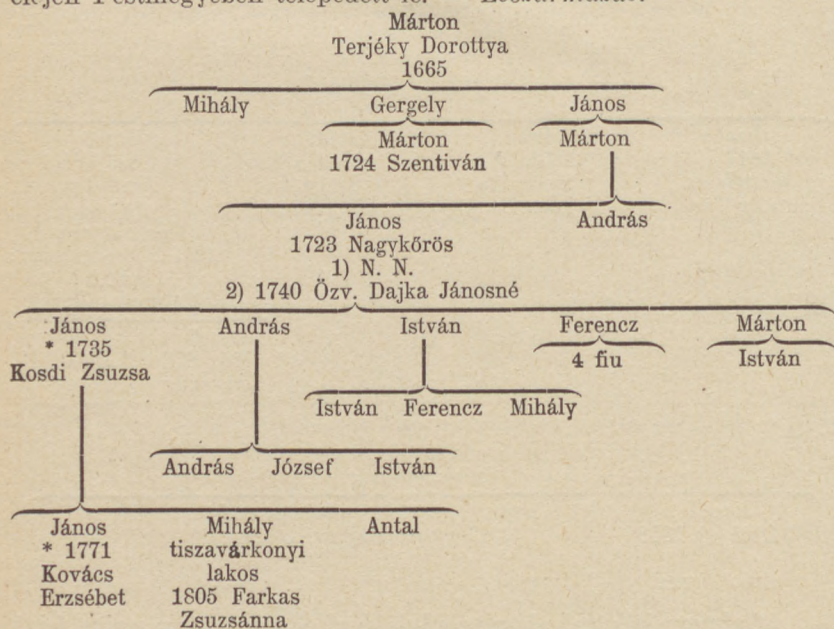 Márton
Terjéky Dorottya
1665
Mihály Gergely János
Márton Márton
1724 Szentiván
János András
1723 Nagykőrös
1) N. N.
2) 1740 Özv. Dajka Jánosné
János András István Ferencz Márton
* 1735 4 fiu István
Kosdi Zsuzsa
István Ferencz Mihály
András József István
János Mihály Antal
* 1771 tiszavárkonyi
Kovács lakos
Erzsébet 1805 Farkas
Zsuzsánna